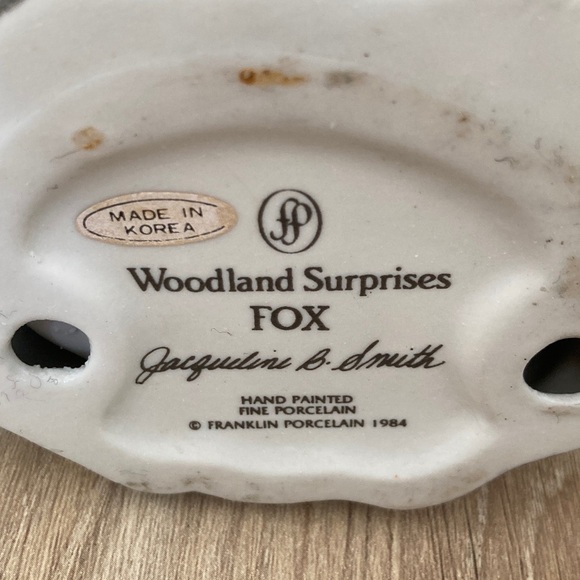 MADE IN
KOREA
FP
Woodland Surprises
FOX
Jacqueline B. Smith
HAND PAINTED
FINE PORCELAIN
© FRANKLIN PORCELAIN 1984